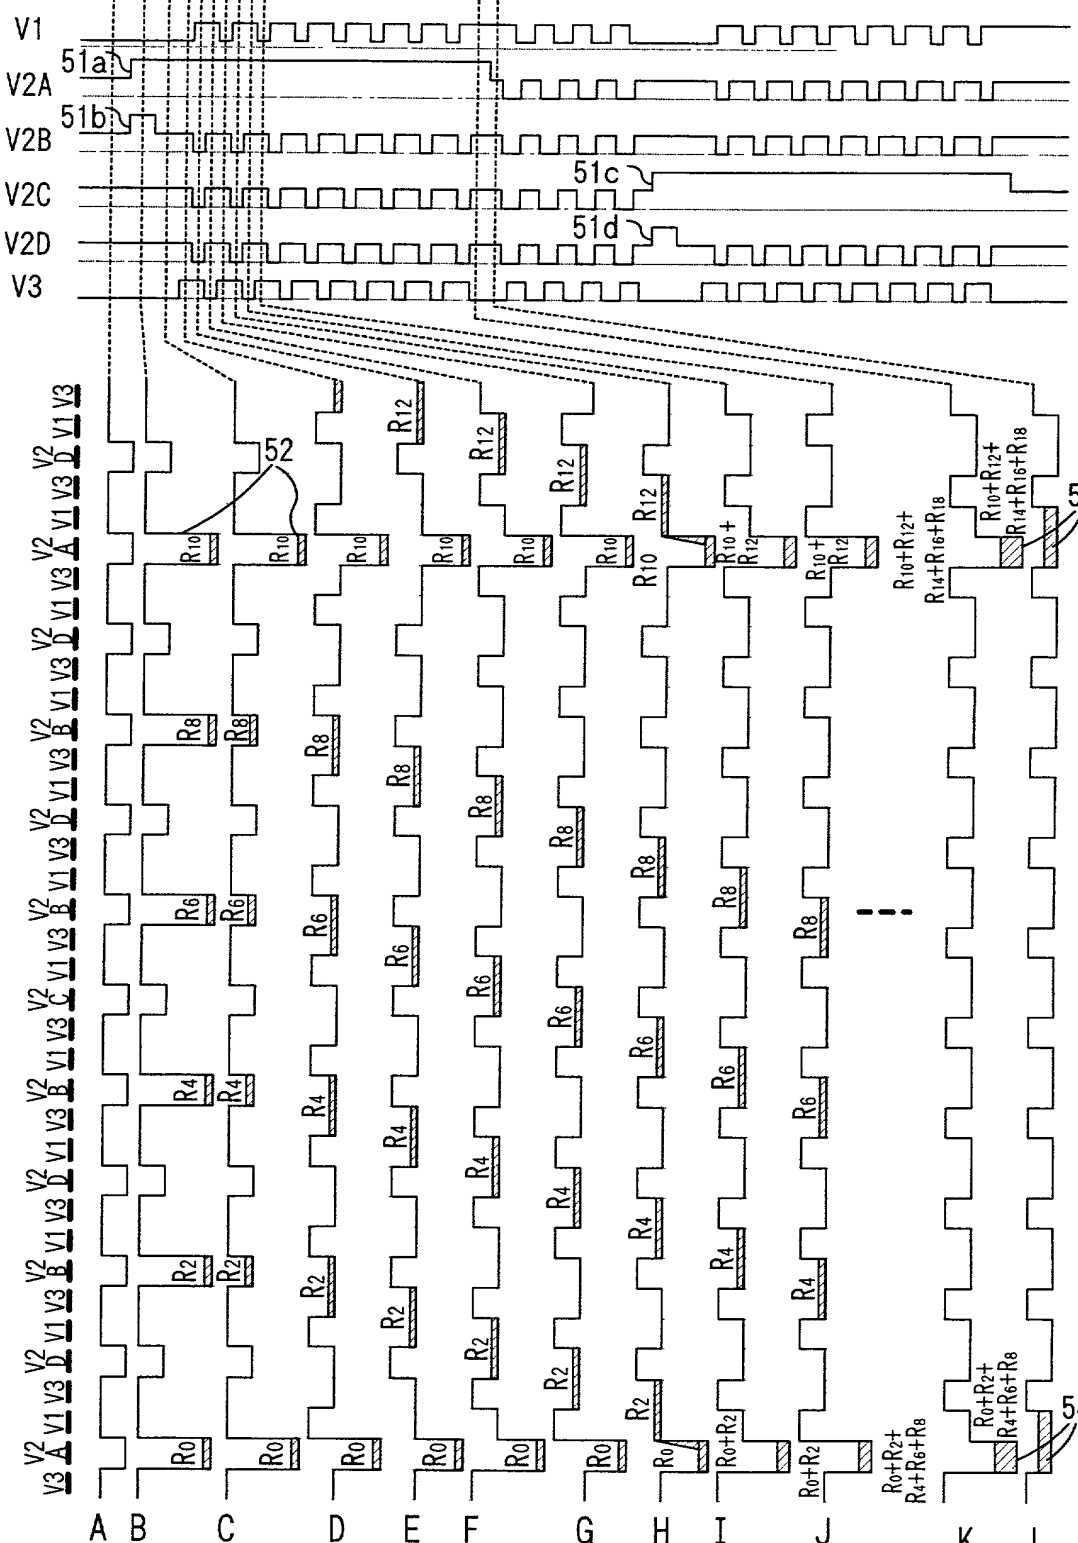 V1
51a
V2A
51b
V2B
51c
V2C
51d
V2D
V3
52
V3 V1 V2 D V3 V1 V2 A V3 V1 V2 D V3 V1 V2 B V3 V1 V2 D V3 V1 V2 B V3 V1 V2 C V3 V1 V2 B V3 V1 V2 D V3 V1 V2 B V3 V1 V2 D V3 V1 V2 A V3
R12 R12 R12 R12
R10 R10 R10 R10 R10 R10 R10
R10+
R12
R10+
R12
R10+R12+
R14+R16+R18
R10+R12+
R14+R16+R18
R8 R8 R8 R8 R8 R8 R8 R8 R8
R6 R6 R6 R6 R6 R6 R6 R6 R6
R4 R4 R4 R4 R4 R4 R4 R4 R4
R2 R2 R2 R2 R2 R2 R2
R0 R0 R0 R0 R0 R0 R0
R0+R2
R0+R2
R0+R2+
R4+R6+R8
R0+R2+
R4+R6+R8
A B C D E F G H I J